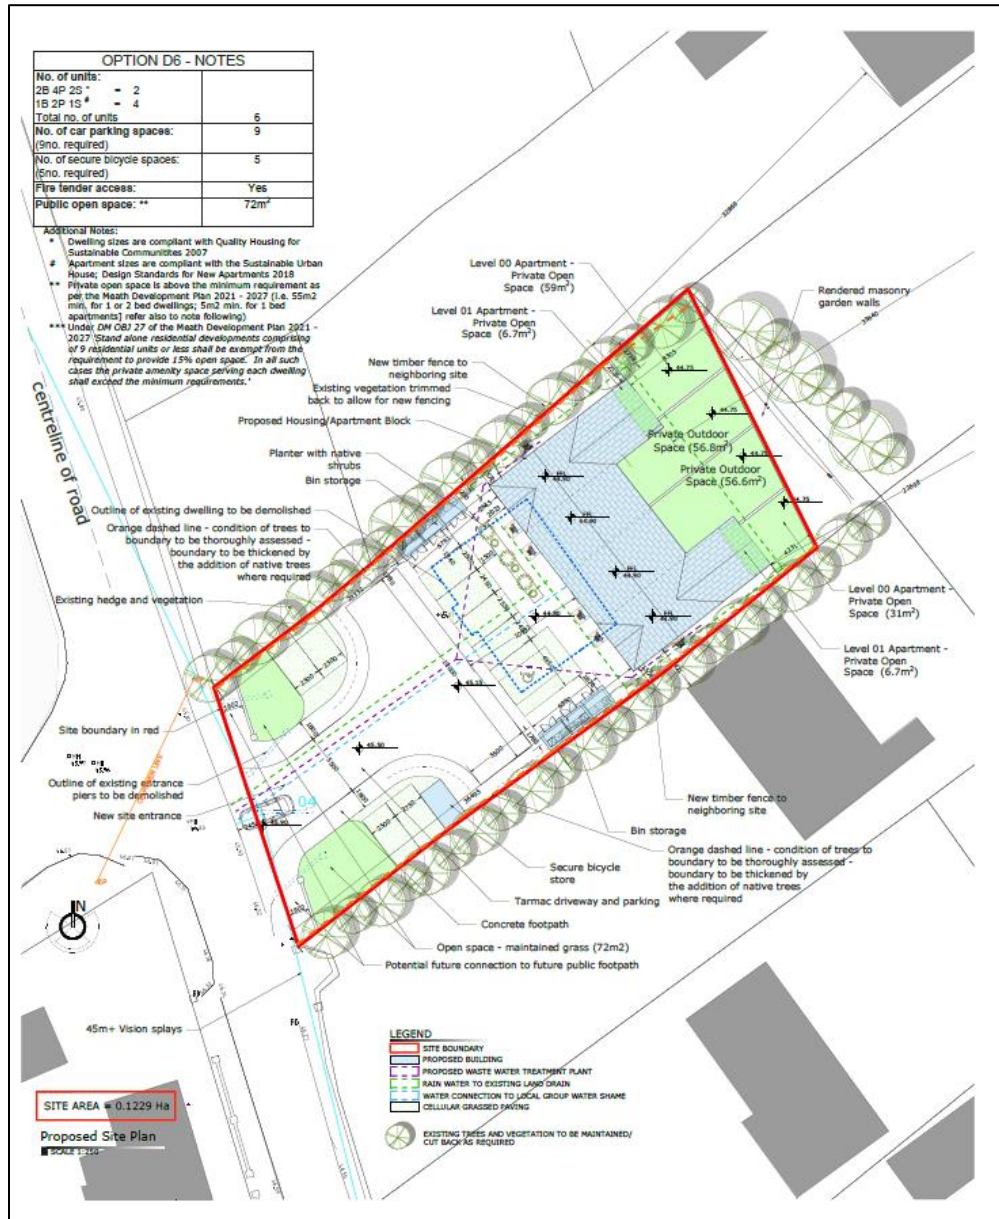 OPTION D6 - NOTES
No. of units:
2B 4P 2S * = 2
1B 2P 1S # = 4
Total no. of units 6
No. of car parking spaces: 9
(9no. required)
No. of secure bicycle spaces: 5
(5no. required)
Fire tender access: Yes
Public open space: ** 72m²
Additional Notes:
* Dwelling sizes are compliant with Quality Housing for
Sustainable Communitites 2007
# Apartment sizes are compliant with the Sustainable Urban
House; Design Standards for New Apartments 2018
** Private open space is above the minimum requirement as
per the Meath Development Plan 2021 - 2027 (i.e. 55m2
min. for 1 or 2 bed dwellings; 5m2 min. for 1 bed
apartments] refer also to note following)
*** Under DM OBJ 27 of the Meath Development Plan 2021 -
2027 'Stand alone residential developments comprising
of 9 residential units or less shall be exempt from the
requirement to provide 15% open space. In all such
cases the private amenity space serving each dwelling
shall exceed the minimum requirements.'
centreline of road
Level 00 Apartment -
Private Open
Space (59m²)
Level 01 Apartment -
Private Open
Space (6.7m²)
New timber fence to
neighboring site
Existing vegetation trimmed
back to allow for new fencing
Proposed Housing/Apartment Block
Planter with native
shrubs
Bin storage
Outline of existing dwelling to be demolished
Orange dashed line - condition of trees to
boundary to be thoroughly assessed -
boundary to be thickened by
the addition of native trees
where required
Existing hedge and vegetation
Rendered masonry
garden walls
32860
33640
44.75
44.75
Private Outdoor
Space (56.8m²)
44.75
Private Outdoor
Space (56.6m²)
44.75
45.25
45.50
Level 00 Apartment -
Private Open
Space (31m²)
Level 01 Apartment -
Private Open
Space (6.7m²)
Site boundary in red
Outline of existing entrance
piers to be demolished
New site entrance
04
New timber fence to
neighboring site
Bin storage
Orange dashed line - condition of trees to
boundary to be thoroughly assessed -
boundary to be thickened by
the addition of native trees
where required
Secure bicycle
store
Tarmac driveway and parking
Concrete footpath
Open space - maintained grass (72m2)
Potential future connection to future public footpath
N
45m+ Vision splays
LEGEND
SITE BOUNDARY
PROPOSED BUILDING
PROPOSED WASTE WATER TREATMENT PLANT
RAIN WATER TO EXISTING LAND DRAIN
WATER CONNECTION TO LOCAL GROUP WATER SHAME
CELLULAR GRASSED PAVING
EXISTING TREES AND VEGETATION TO BE MAINTAINED/
CUT BACK AS REQUIRED
SITE AREA = 0.1229 Ha
Proposed Site Plan
SCALE 1:250